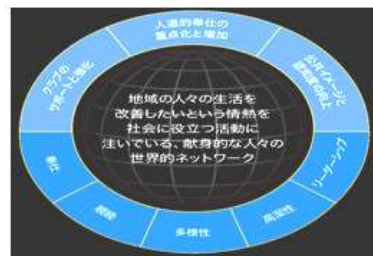 クラブの
サポートと強化
人道的奉仕の
重点化と増加
公共イメージと
認知度の向上
地域の人々の生活を
改善したいという情熱を
社会に役立つ活動に
注いでいる、献身的な人々の
世界的ネットワーク
奉仕
親睦
多様性
高潔性
リーダーシップ